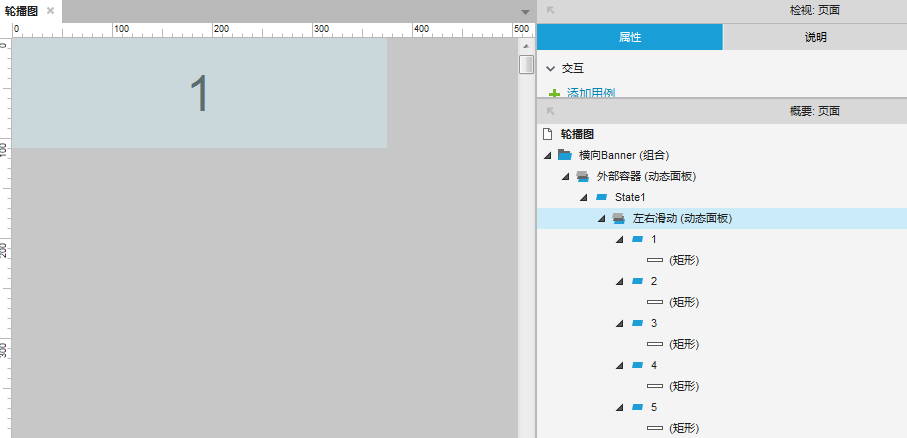 轮播图
0 100 200 300 400 500
0
100
200
300
1
检视: 页面
属性 说明
交互
添加用例
概要: 页面
轮播图
横向Banner (组合)
外部容器 (动态面板)
State1
左右滑动 (动态面板)
1
(矩形)
2
(矩形)
3
(矩形)
4
(矩形)
5
(矩形)